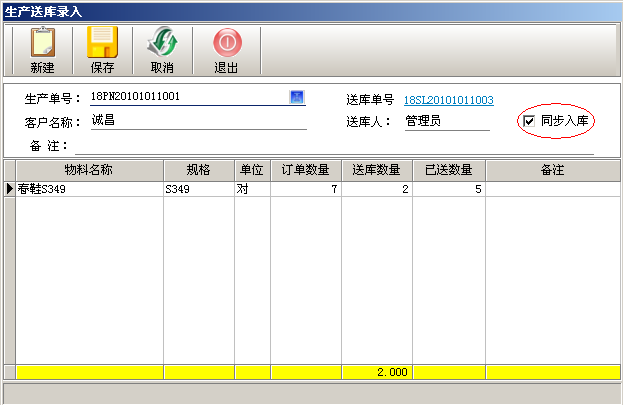 生产送库录入
新建 保存 取消 退出
生产单号： 18PN20101011001 送库单号 18SL20101011003
客户名称： 诚昌 送库人： 管理员 同步入库
备 注：
物料名称 规格 单位 订单数量 送库数量 已送数量 备注
春鞋S349 S349 对 7 2 5
2.000